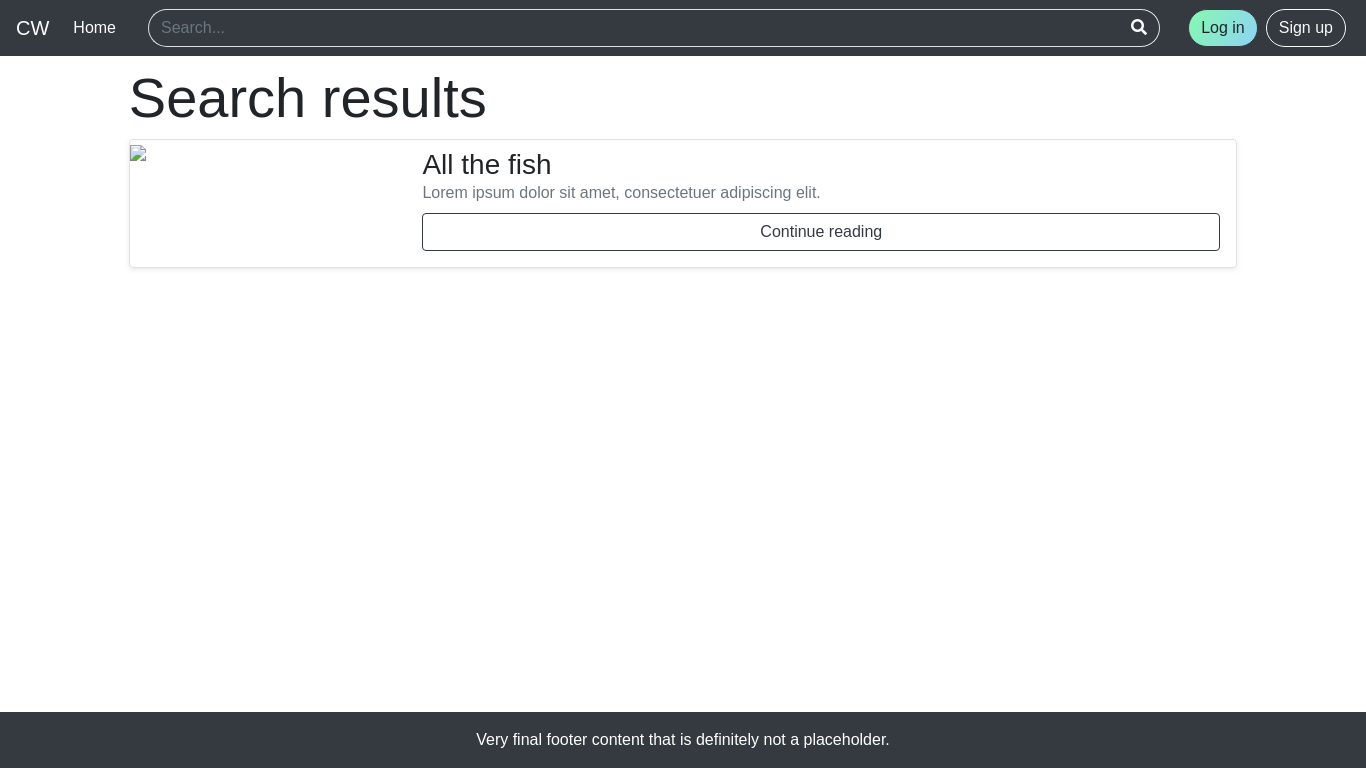 CW Home Search... Log in Sign up
Search results
All the fish
Lorem ipsum dolor sit amet, consectetuer adipiscing elit.
Continue reading
Very final footer content that is definitely not a placeholder.